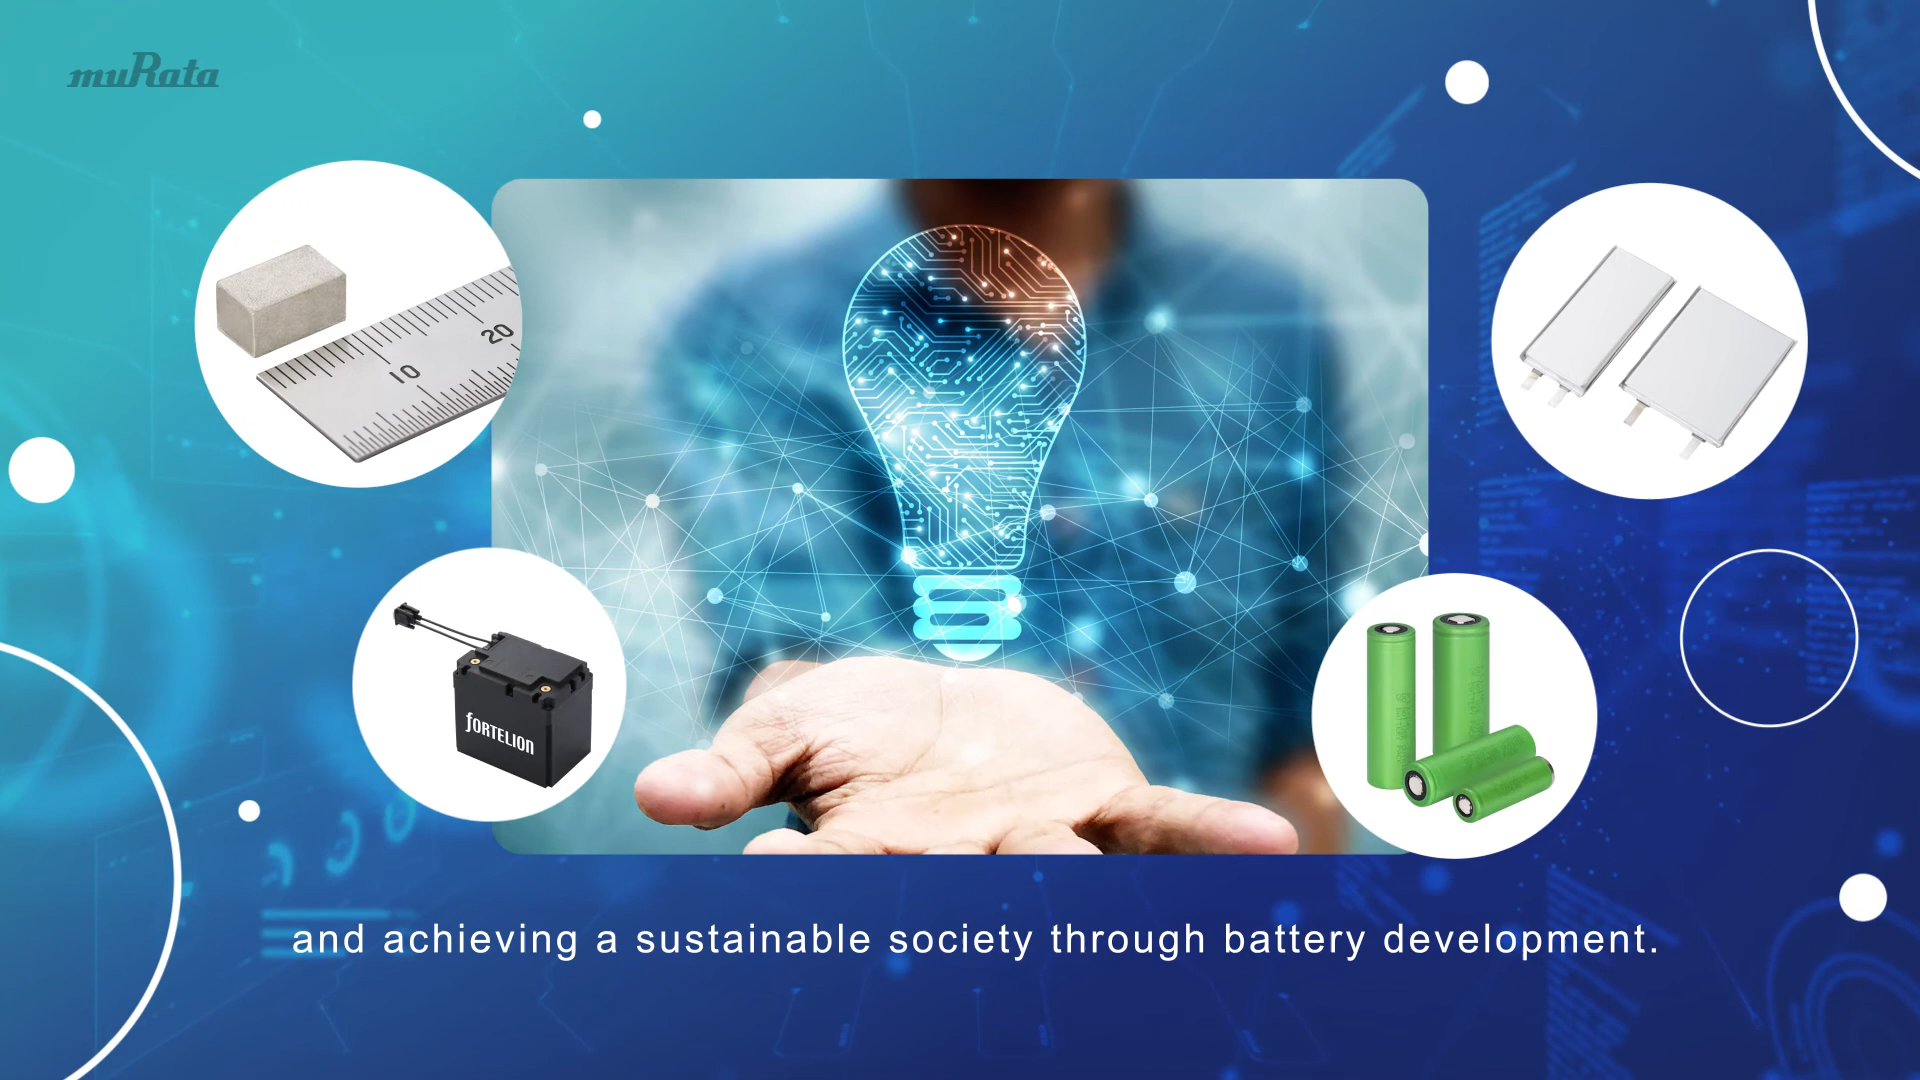 muRata
10
20
fORTELION
and achieving a sustainable society through battery development.